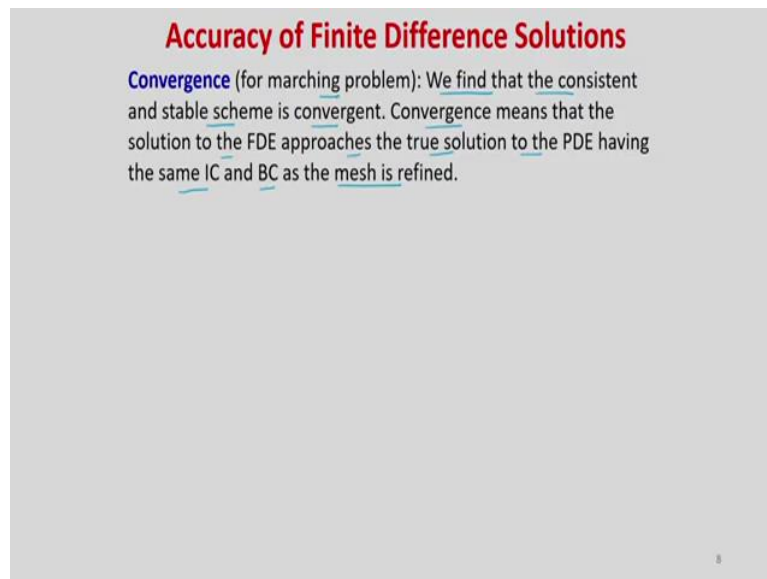 Accuracy of Finite Difference Solutions
Convergence (for marching problem): We find that the consistent
and stable scheme is convergent. Convergence means that the
solution to the FDE approaches the true solution to the PDE having
the same IC and BC as the mesh is refined.
8